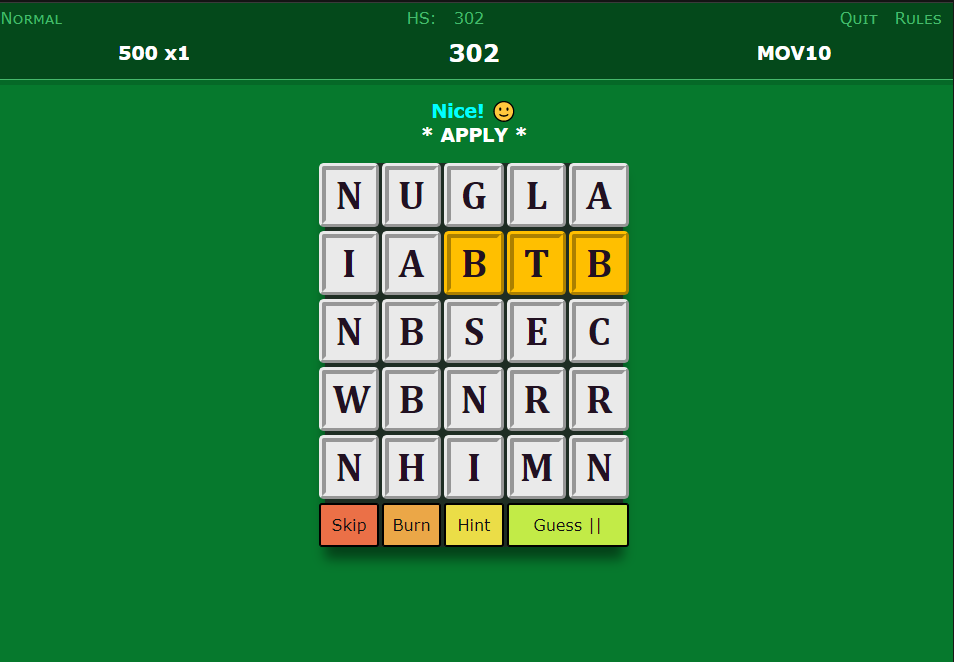 Normal HS: 302 Quit Rules
500 x1 302 MOV10
Nice! 🙂
* APPLY *
N U G L A
I A B T B
N B S E C
W B N R R
N H I M N
Skip Burn Hint Guess ||